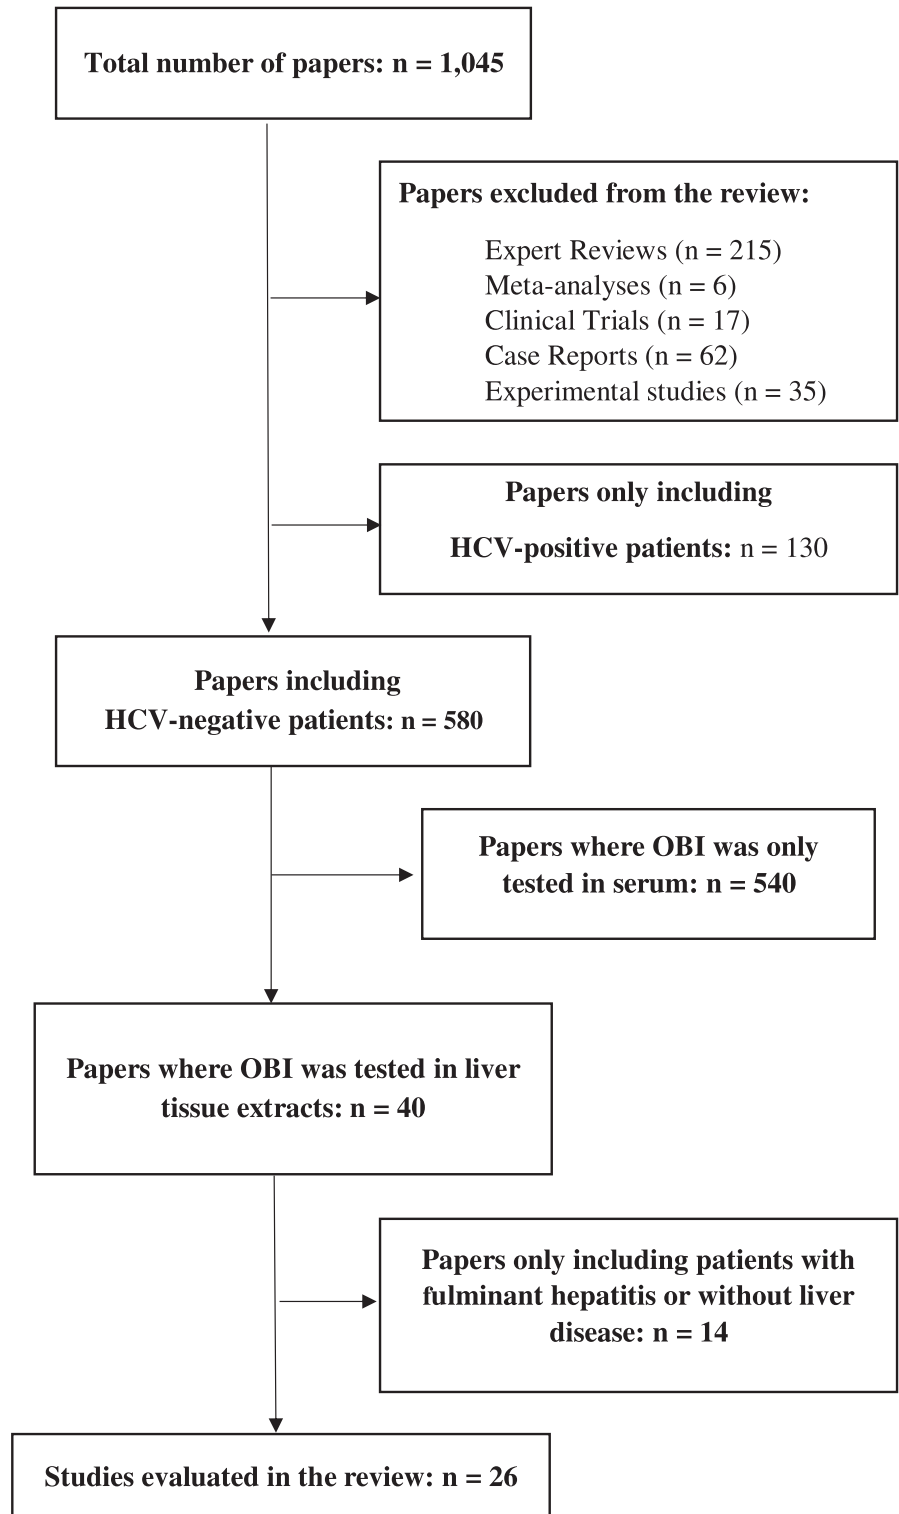 Total number of papers: n = 1,045
Papers excluded from the review:
Expert Reviews (n = 215)
Meta-analyses (n = 6)
Clinical Trials (n = 17)
Case Reports (n = 62)
Experimental studies (n = 35)
Papers only including
HCV-positive patients: n = 130
Papers including
HCV-negative patients: n = 580
Papers where OBI was only
tested in serum: n = 540
Papers where OBI was tested in liver
tissue extracts: n = 40
Papers only including patients with
fulminant hepatitis or without liver
disease: n = 14
Studies evaluated in the review: n = 26